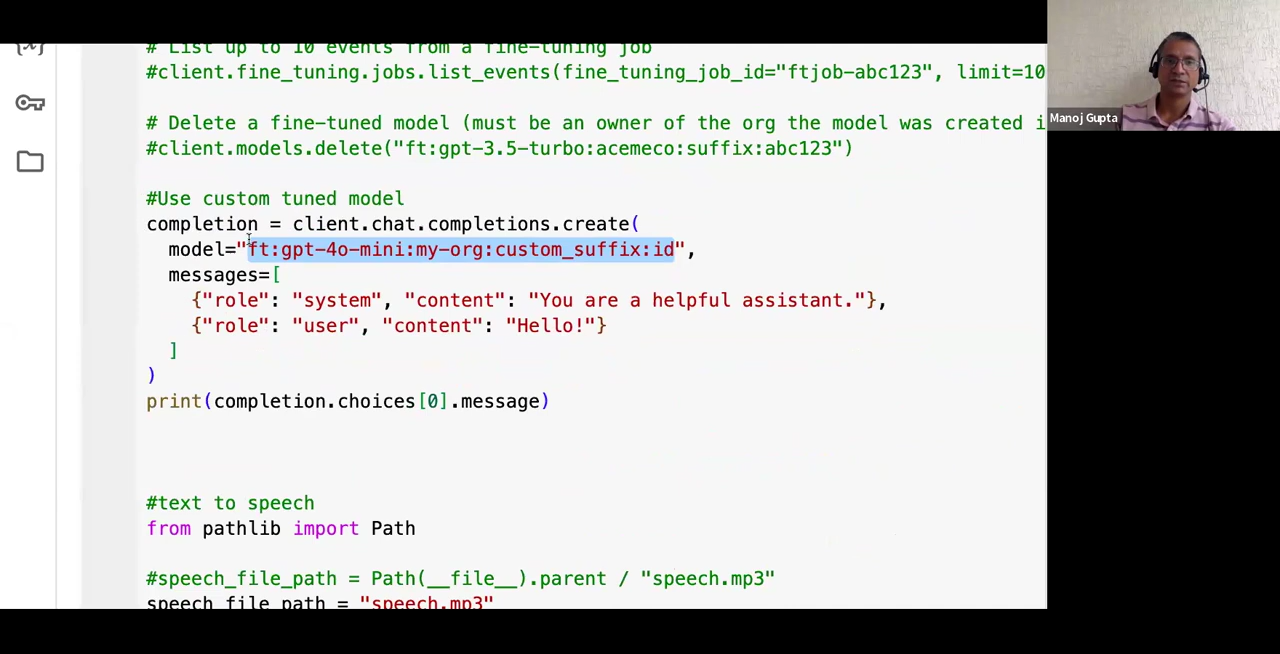 # List up to 10 events from a fine-tuning job
#client.fine_tuning.jobs.list_events(fine_tuning_job_id="ftjob-abc123", limit=10
# Delete a fine-tuned model (must be an owner of the org the model was created i
#client.models.delete("ft:gpt-3.5-turbo:acemeco:suffix:abc123")
#Use custom tuned model
completion = client.chat.completions.create(
model="ft:gpt-4o-mini:my-org:custom_suffix:id",
messages=[
{"role": "system", "content": "You are a helpful assistant."},
{"role": "user", "content": "Hello!"}
]
)
print(completion.choices[0].message)
#text to speech
from pathlib import Path
#speech_file_path = Path(__file__).parent / "speech.mp3"
speech_file_path = "speech.mp3"
Manoj Gupta